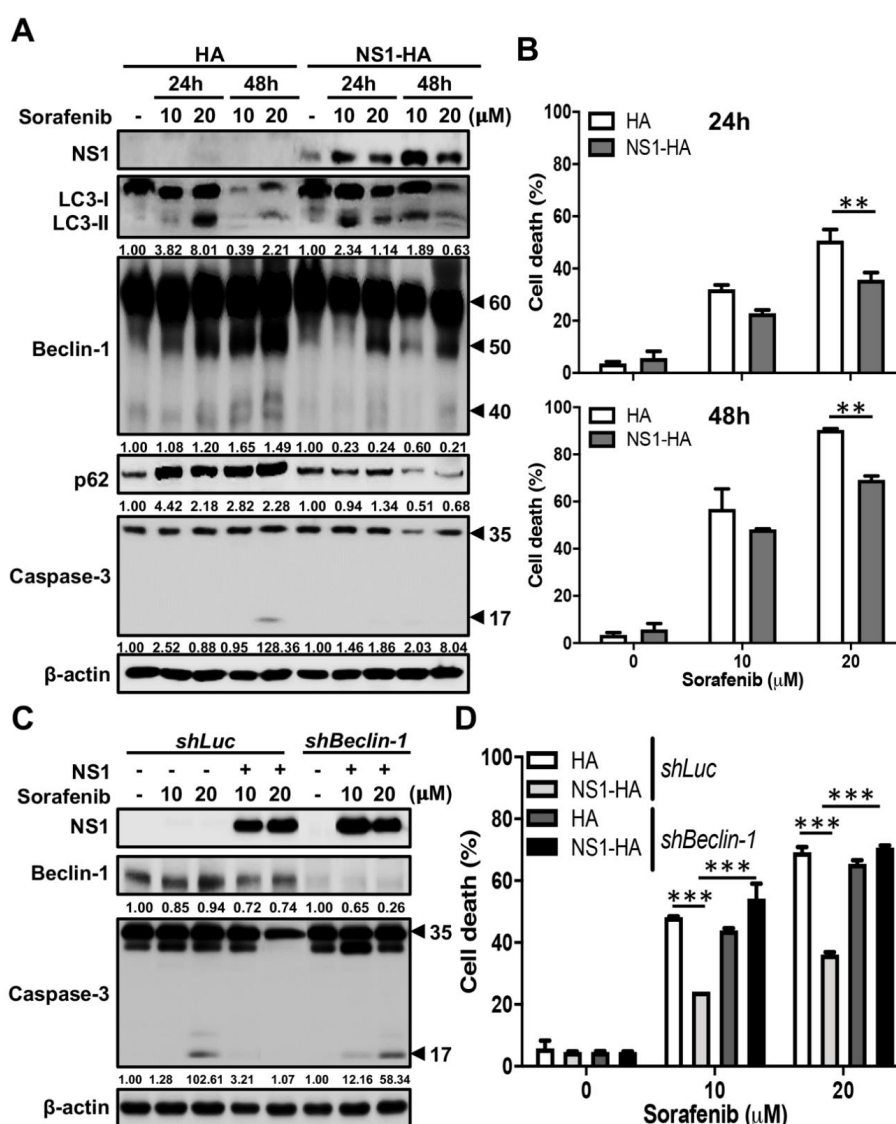 A
HA NS1-HA
24h 48h 24h 48h
Sorafenib - 10 20 10 20 - 10 20 10 20 (μM)
NS1
LC3-I
LC3-II
1.00 3.82 8.01 0.39 2.21 1.00 2.34 1.14 1.89 0.63
60
Beclin-1
50
40
1.00 1.08 1.20 1.65 1.49 1.00 0.23 0.24 0.60 0.21
p62
1.00 4.42 2.18 2.82 2.28 1.00 0.94 1.34 0.51 0.68
35
Caspase-3
17
1.00 2.52 0.88 0.95 128.36 1.00 1.46 1.86 2.03 8.04
β-actin
B
100
80
60
40
20
0
Cell death (%)
HA
NS1-HA
24h
**
100
80
60
40
20
0
Cell death (%)
HA
NS1-HA
48h
**
0 10 20
Sorafenib (μM)
C
shLuc shBeclin-1
NS1 - - - + + - + +
Sorafenib - 10 20 10 20 - 10 20 (μM)
NS1
Beclin-1
1.00 0.85 0.94 0.72 0.74 1.00 0.65 0.26
35
Caspase-3
17
1.00 1.28 102.61 3.21 1.07 1.00 12.16 58.34
β-actin
D
100
80
60
40
20
0
Cell death (%)
HA
NS1-HA
shLuc
HA
NS1-HA
shBeclin-1
*** ***
*** ***
0 10 20
Sorafenib (μM)